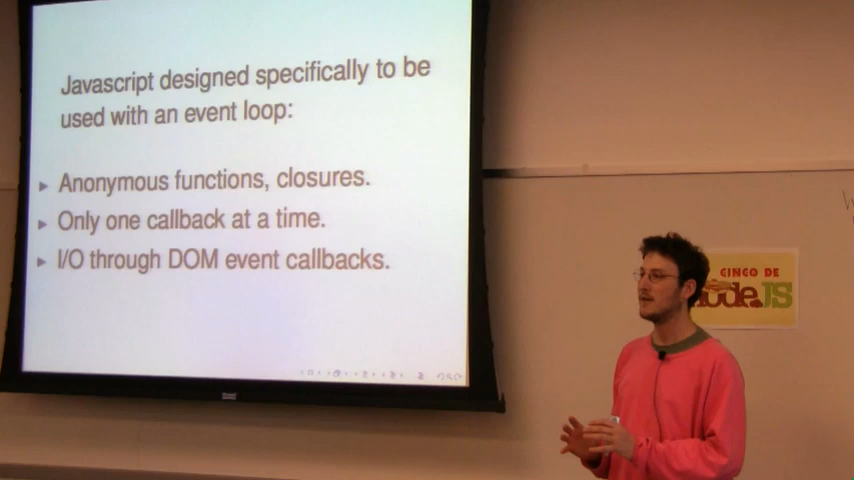 Javascript designed specifically to be
used with an event loop:
Anonymous functions, closures.
Only one callback at a time.
I/O through DOM event callbacks.
CINCO DE
node.JS